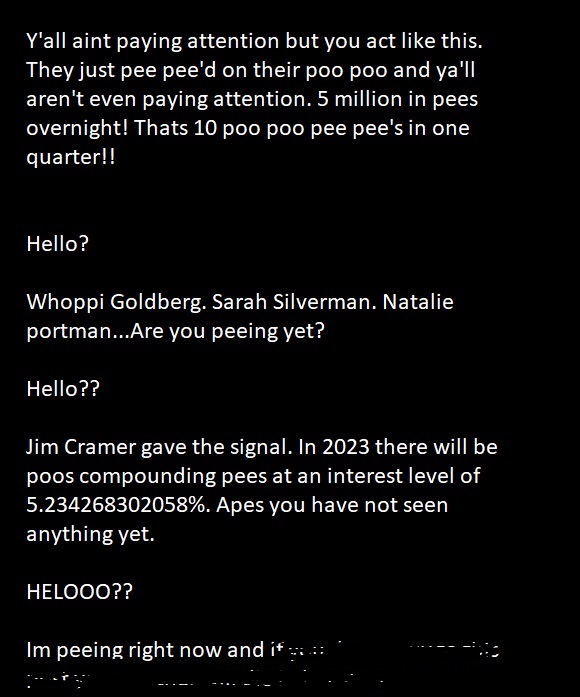 Y'all aint paying attention but you act like this.
They just pee pee'd on their poo poo and ya'll
aren't even paying attention. 5 million in pees
overnight! Thats 10 poo poo pee pee's in one
quarter!!
Hello?
Whoppi Goldberg. Sarah Silverman. Natalie
portman...Are you peeing yet?
Hello??
Jim Cramer gave the signal. In 2023 there will be
poos compounding pees at an interest level of
5.234268302058%. Apes you have not seen
anything yet.
HELOOO??
Im peeing right now and if